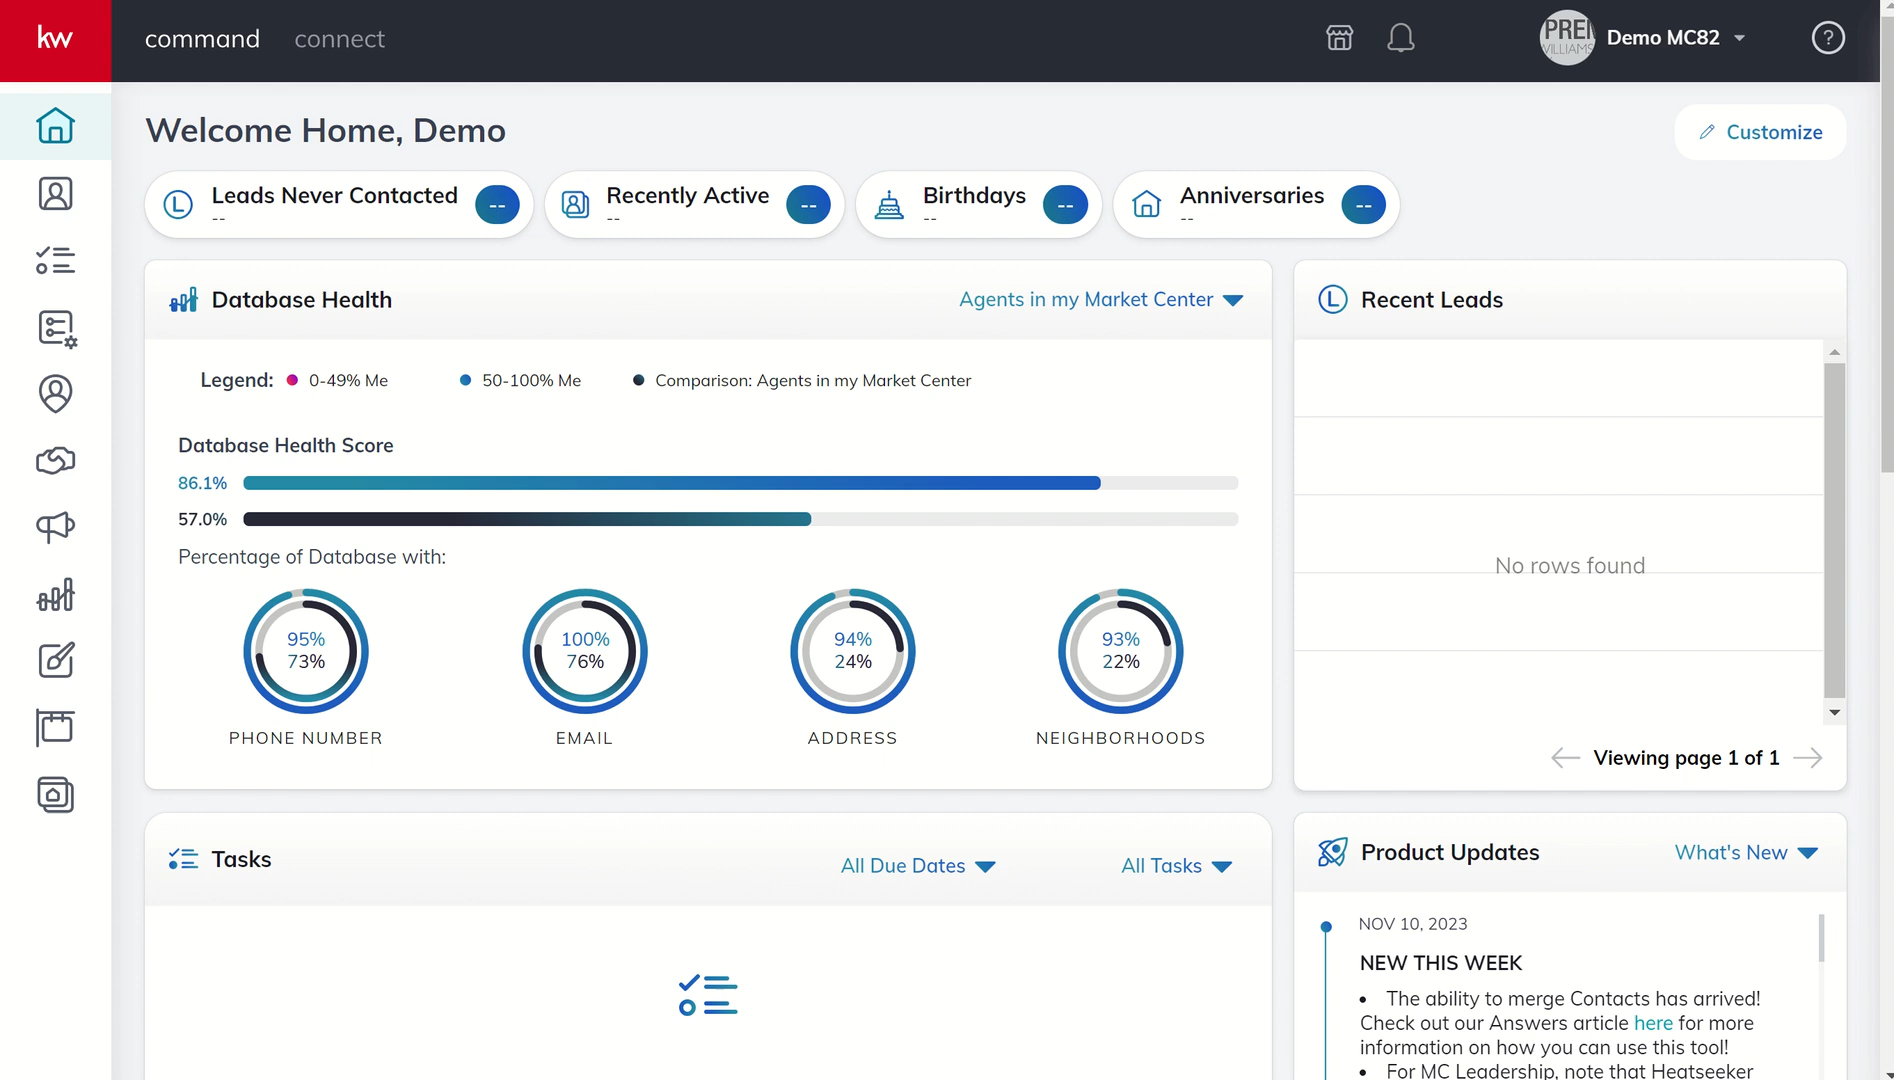 kw
command
connect
PREM
WILLIAMS
Demo MC82
?
Welcome Home, Demo
Customize
Leads Never Contacted
--
--
Recently Active
--
--
Birthdays
--
--
Anniversaries
--
--
Database Health
Agents in my Market Center
Legend:
0-49% Me
50-100% Me
Comparison: Agents in my Market Center
Database Health Score
86.1%
57.0%
Percentage of Database with:
95%
73%
PHONE NUMBER
100%
76%
EMAIL
94%
24%
ADDRESS
93%
22%
NEIGHBORHOODS
Recent Leads
No rows found
Viewing page 1 of 1
Tasks
All Due Dates
All Tasks
Product Updates
What's New
NOV 10, 2023
NEW THIS WEEK
• The ability to merge Contacts has arrived!
Check out our Answers article here for more
information on how you can use this tool!
• For MC Leadership, note that Heatseeker